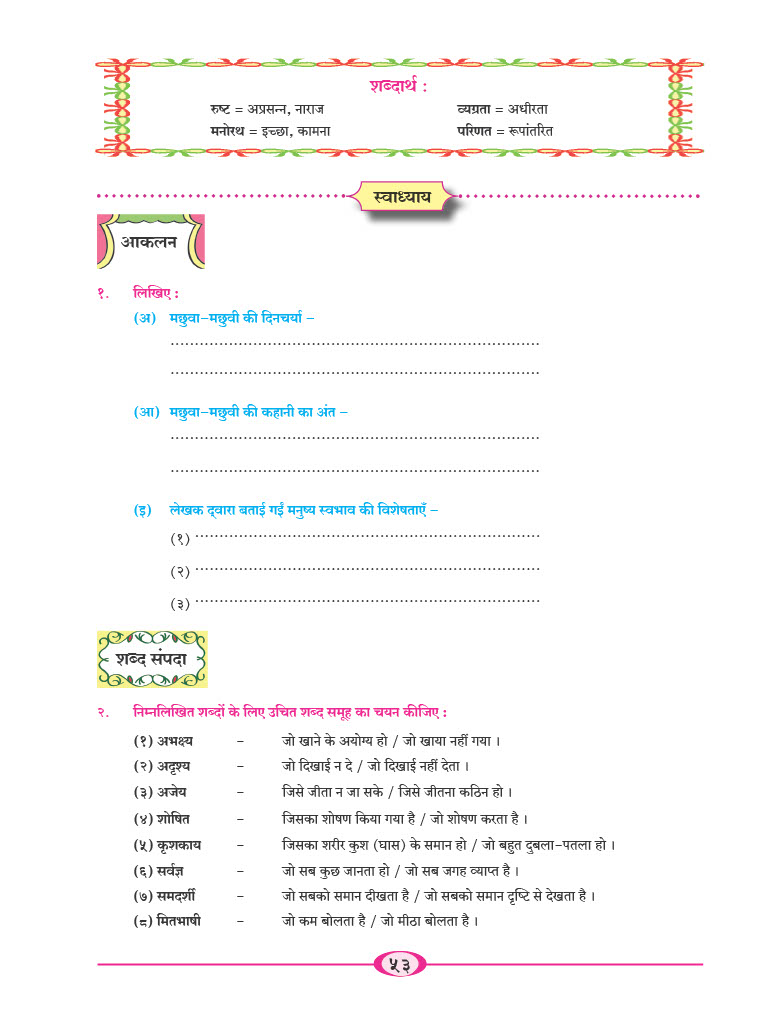 शब्दार्थ :
रुष्ट = अप्रसन्न, नाराज व्यग्रता = अधीरता
मनोरथ = इच्छा, कामना परिणत = रूपांतरित
स्वाध्याय
आकलन
१. लिखिए :
(अ) मछुवा-मछुवी की दिनचर्या –
......................................................................
......................................................................
(आ) मछुवा-मछुवी की कहानी का अंत –
......................................................................
......................................................................
(इ) लेखक द्‌वारा बताई गईं मनुष्य स्वभाव की विशेषताएँ –
(१) ......................................................................
(२) ......................................................................
(३) ......................................................................
शब्द संपदा
२. निम्नलिखित शब्दों के लिए उचित शब्द समूह का चयन कीजिए :
(१) अभक्ष्य – जो खाने के अयोग्य हो / जो खाया नहीं गया ।
(२) अदृश्य – जो दिखाई न दे / जो दिखाई नहीं देता ।
(३) अजेय – जिसे जीता न जा सके / जिसे जीतना कठिन हो ।
(४) शोषित – जिसका शोषण किया गया है / जो शोषण करता है ।
(५) कृशकाय – जिसका शरीर कुश (घास) के समान हो / जो बहुत दुबला-पतला हो ।
(६) सर्वज्ञ – जो सब कुछ जानता हो / जो सब जगह व्याप्त है ।
(७) समदर्शी – जो सबको समान दीखता है / जो सबको समान दृष्टि से देखता है ।
(८) मितभाषी – जो कम बोलता है / जो मीठा बोलता है ।
५३